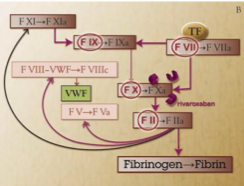 B
F XI→F XIa
TF
F IX→F IXa
F VII→F VIIa
F VIII-VWF→F VIIIc
VWF
F X→F Xa
rivaroxaban
F V→F Va
F II→F IIa
Fibrinogen→Fibrin